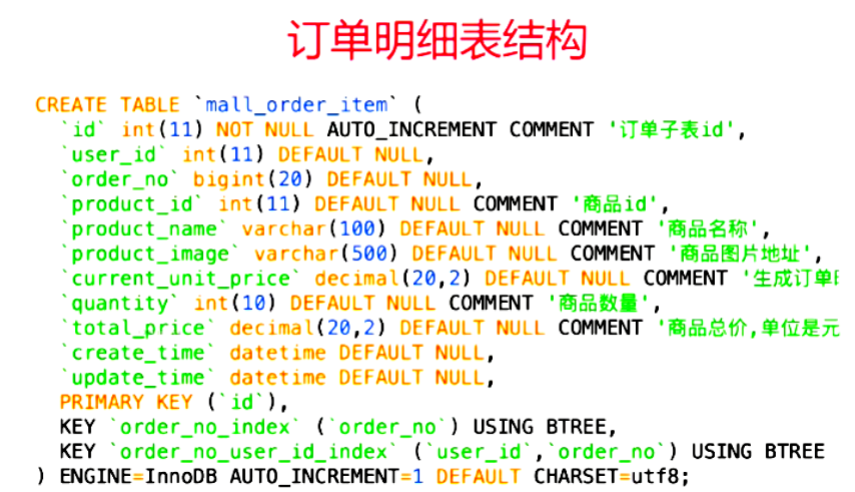 订单明细表结构
CREATE TABLE `mall_order_item` (
`id` int(11) NOT NULL AUTO_INCREMENT COMMENT '订单子表id',
`user_id` int(11) DEFAULT NULL,
`order_no` bigint(20) DEFAULT NULL,
`product_id` int(11) DEFAULT NULL COMMENT '商品id',
`product_name` varchar(100) DEFAULT NULL COMMENT '商品名称',
`product_image` varchar(500) DEFAULT NULL COMMENT '商品图片地址',
`current_unit_price` decimal(20,2) DEFAULT NULL COMMENT '生成订单
`quantity` int(10) DEFAULT NULL COMMENT '商品数量',
`total_price` decimal(20,2) DEFAULT NULL COMMENT '商品总价,单位是元
`create_time` datetime DEFAULT NULL,
`update_time` datetime DEFAULT NULL,
PRIMARY KEY (`id`),
KEY `order_no_index` (`order_no`) USING BTREE,
KEY `order_no_user_id_index` (`user_id`,`order_no`) USING BTREE
) ENGINE=InnoDB AUTO_INCREMENT=1 DEFAULT CHARSET=utf8;